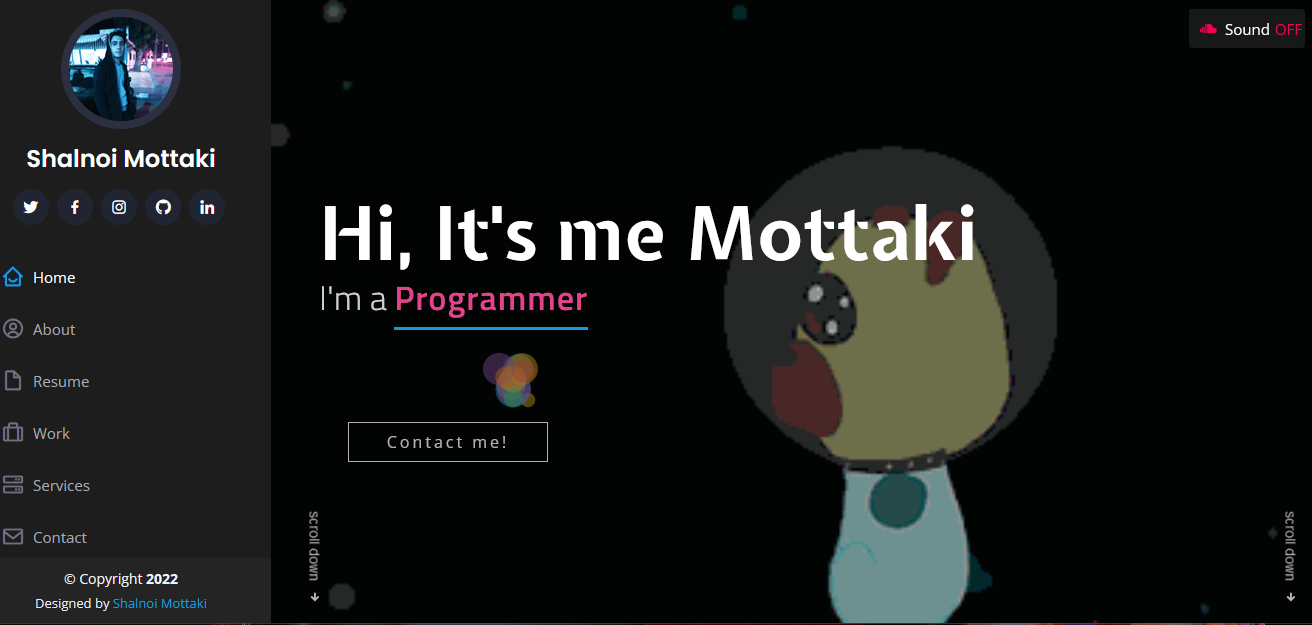 Shalnoi Mottaki
Home
About
Resume
Work
Services
Contact
© Copyright 2022
Designed by Shalnoi Mottaki
Sound OFF
Hi, It's me Mottaki
I'm a Programmer
Contact me!
scroll down
scroll down